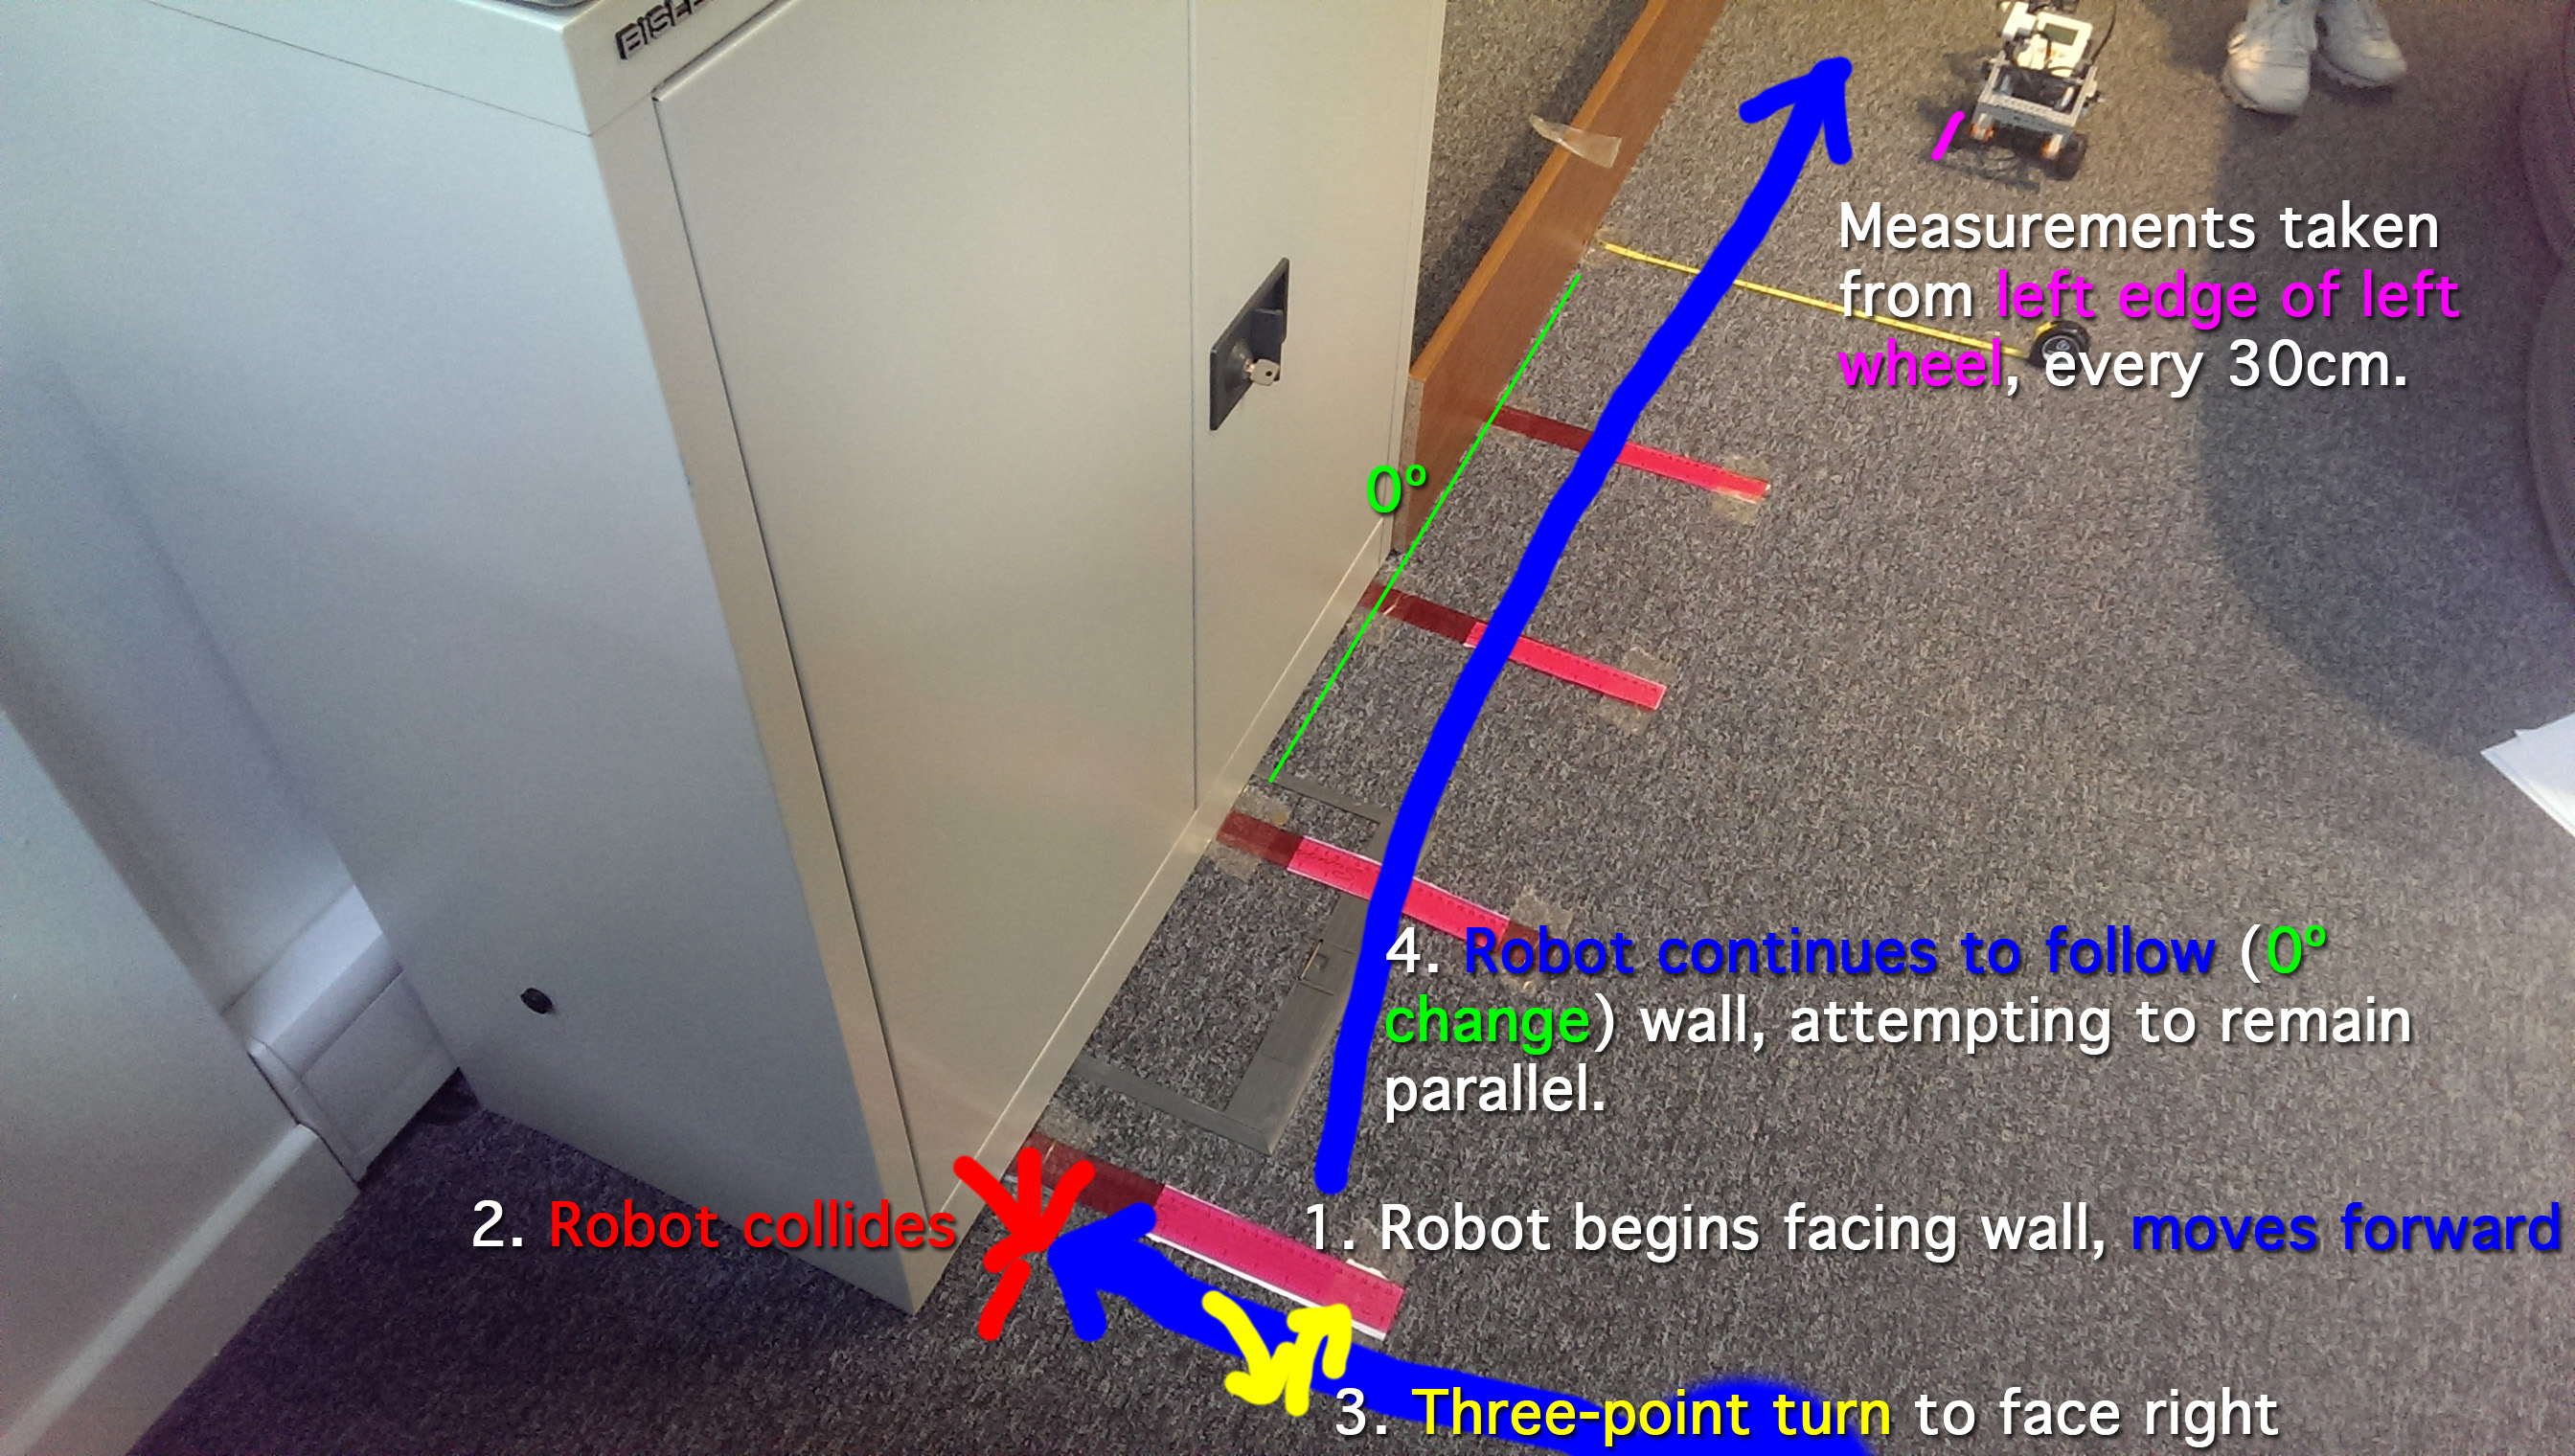 Measurements taken
from left edge of left
wheel, every 30cm.
0º
4. Robot continues to follow (0º
change) wall, attempting to remain
parallel.
2. Robot collides
1. Robot begins facing wall, moves forward
3. Three-point turn to face right